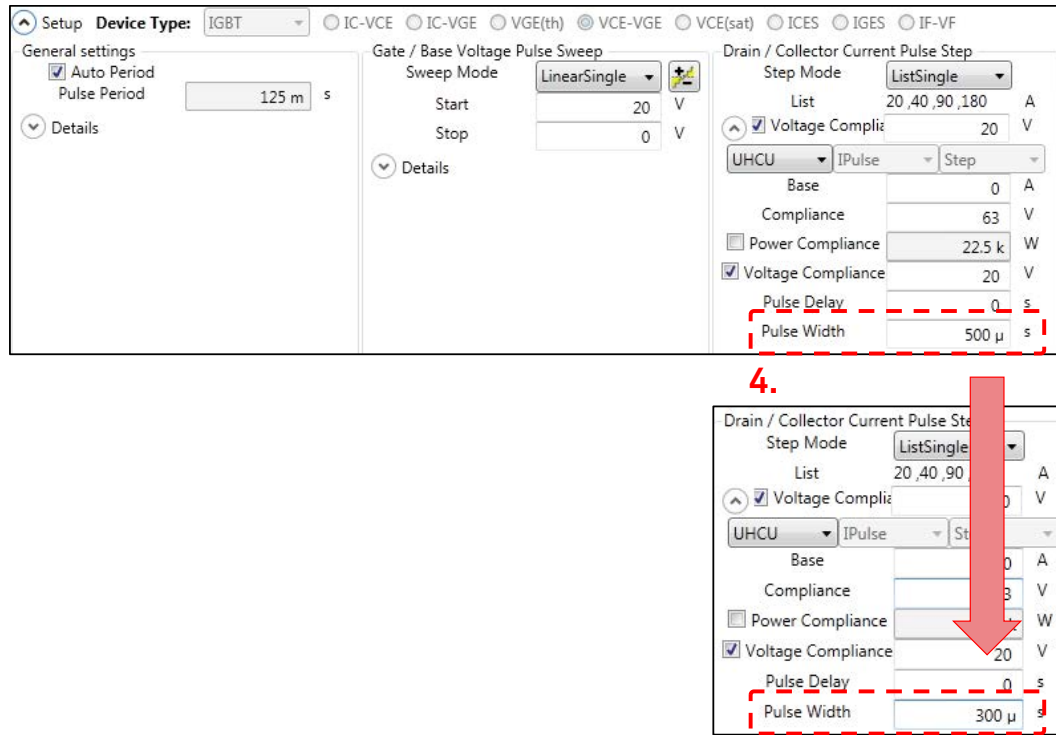 Setup Device Type: IGBT IC-VCE IC-VGE VGE(th) VCE-VGE VCE(sat) ICES IGES IF-VF
General settings
Auto Period
Pulse Period 125 m s
Details
Gate / Base Voltage Pulse Sweep
Sweep Mode LinearSingle
Start 20 V
Stop 0 V
Details
Drain / Collector Current Pulse Step
Step Mode ListSingle
List 20 ,40 ,90 ,180 A
Voltage Complia 20 V
UHCU IPulse Step
Base 0 A
Compliance 63 V
Power Compliance 22.5 k W
Voltage Compliance 20 V
Pulse Delay 0 s
Pulse Width 500 µ s
4.
Drain / Collector Current Pulse Ste
Step Mode ListSingle
List 20 ,40 ,90 A
Voltage Complia V
UHCU IPulse St
Base 0 A
Compliance 3 V
Power Compliance W
Voltage Compliance 20 V
Pulse Delay 0 s
Pulse Width 300 µ s